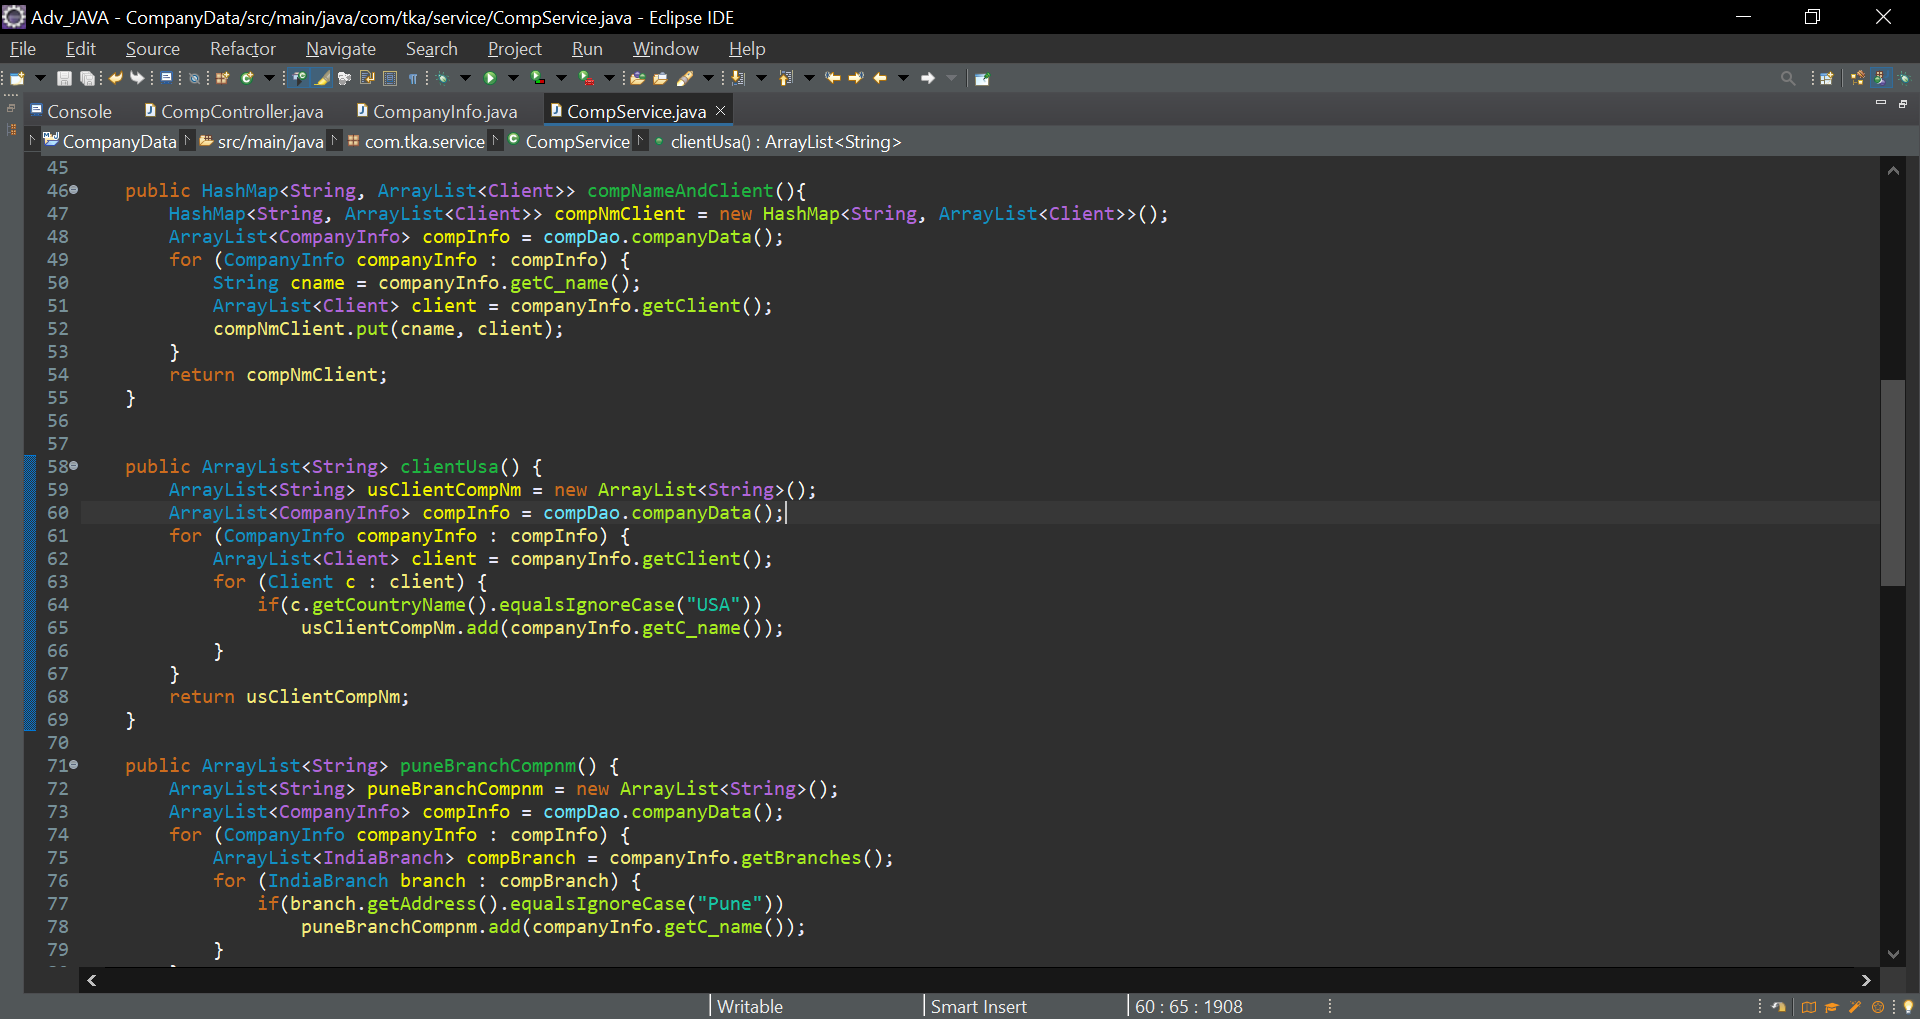 Adv_JAVA - CompanyData/src/main/java/com/tka/service/CompService.java - Eclipse IDE
File Edit Source Refactor Navigate Search Project Run Window Help
Console CompController.java CompanyInfo.java CompService.java
CompanyData src/main/java com.tka.service CompService clientUsa() : ArrayList<String>
45
46 public HashMap<String, ArrayList<Client>> compNameAndClient(){
47 HashMap<String, ArrayList<Client>> compNmClient = new HashMap<String, ArrayList<Client>>();
48 ArrayList<CompanyInfo> compInfo = compDao.companyData();
49 for (CompanyInfo companyInfo : compInfo) {
50 String cname = companyInfo.getC_name();
51 ArrayList<Client> client = companyInfo.getClient();
52 compNmClient.put(cname, client);
53 }
54 return compNmClient;
55 }
56
57
58 public ArrayList<String> clientUsa() {
59 ArrayList<String> usClientCompNm = new ArrayList<String>();
60 ArrayList<CompanyInfo> compInfo = compDao.companyData();
61 for (CompanyInfo companyInfo : compInfo) {
62 ArrayList<Client> client = companyInfo.getClient();
63 for (Client c : client) {
64 if(c.getCountryName().equalsIgnoreCase("USA"))
65 usClientCompNm.add(companyInfo.getC_name());
66 }
67 }
68 return usClientCompNm;
69 }
70
71 public ArrayList<String> puneBranchCompnm() {
72 ArrayList<String> puneBranchCompnm = new ArrayList<String>();
73 ArrayList<CompanyInfo> compInfo = compDao.companyData();
74 for (CompanyInfo companyInfo : compInfo) {
75 ArrayList<IndiaBranch> compBranch = companyInfo.getBranches();
76 for (IndiaBranch branch : compBranch) {
77 if(branch.getAddress().equalsIgnoreCase("Pune"))
78 puneBranchCompnm.add(companyInfo.getC_name());
79 }
Writable Smart Insert 60 : 65 : 1908